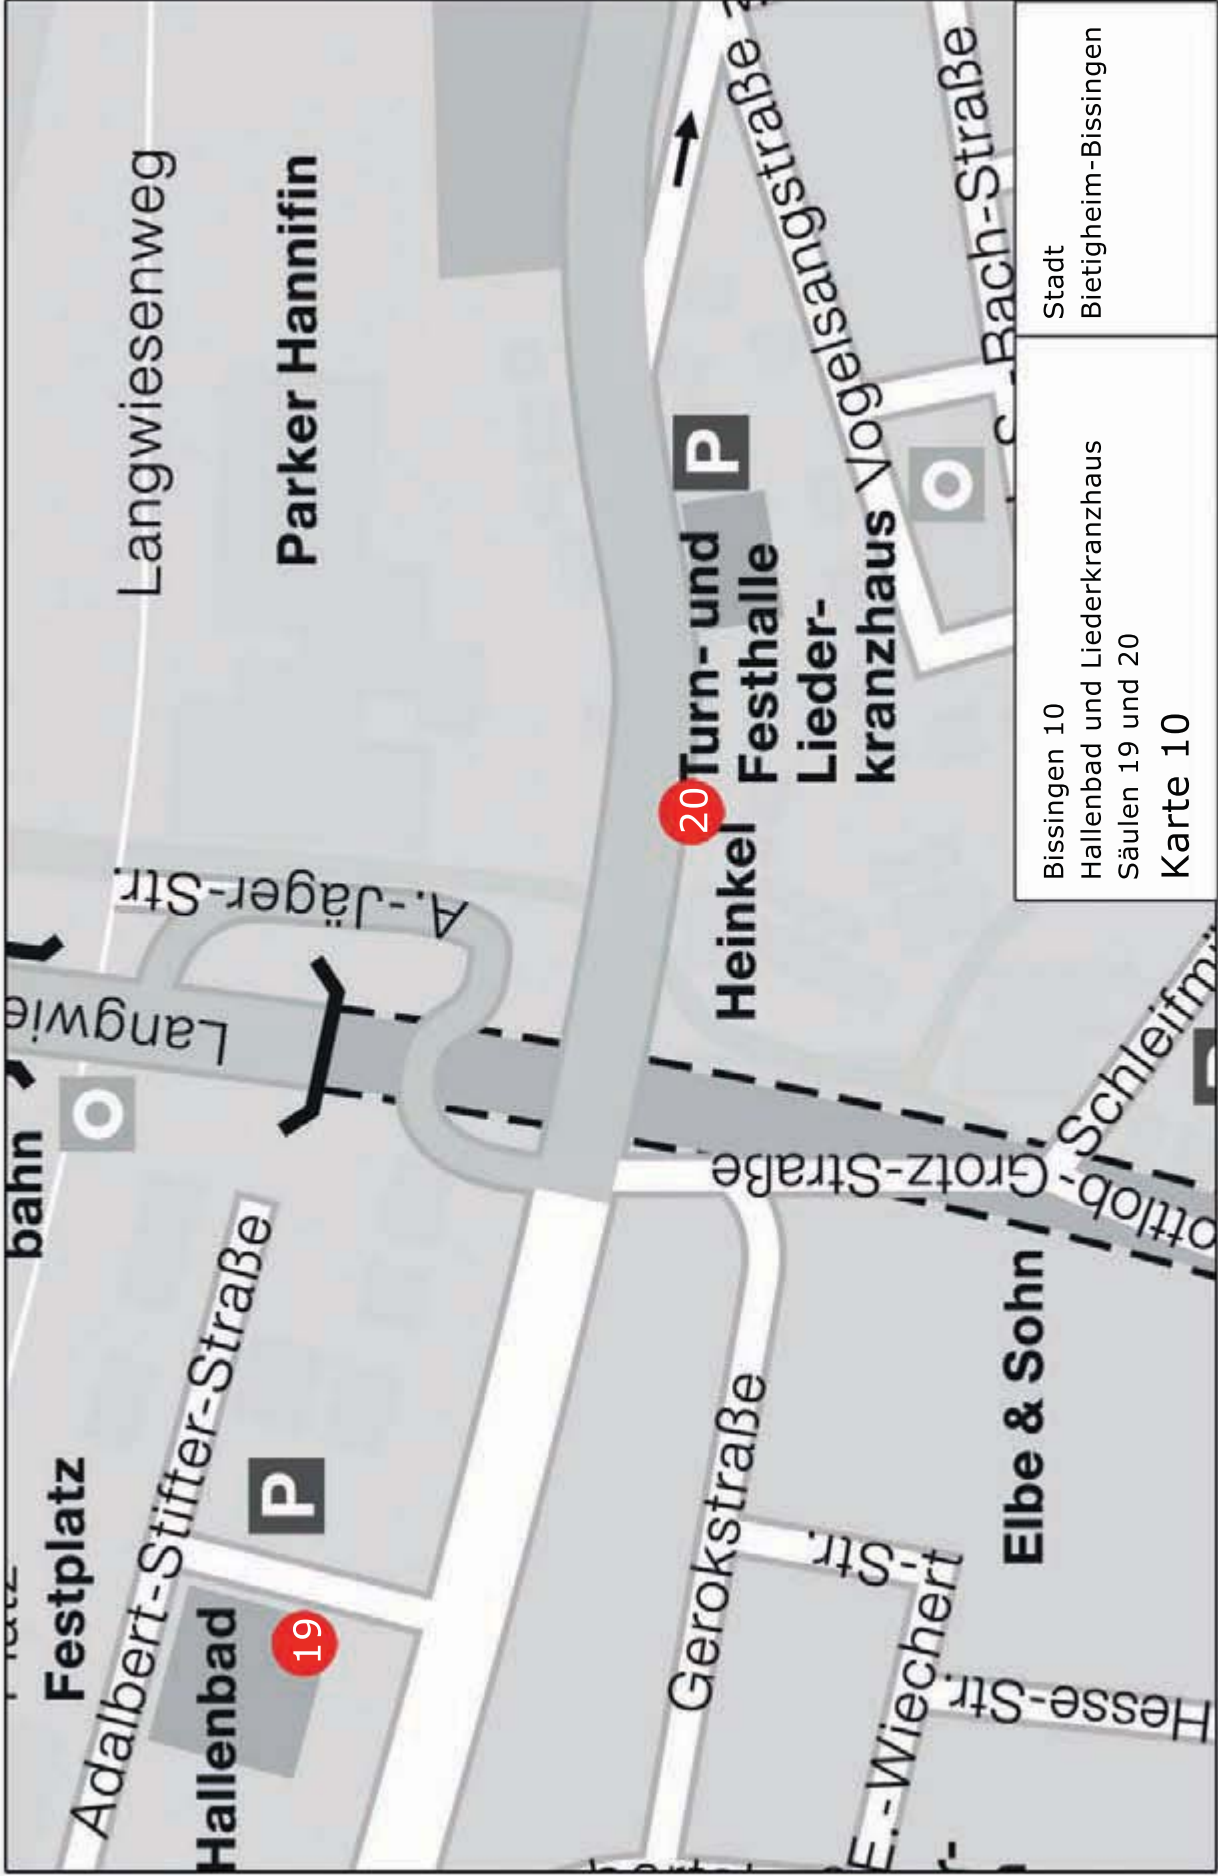 Langwiesenweg
Parker Hannifin
A.-Jäger-Str.
Langwie
bahn
Festplatz
Adalbert-Stifter-Straße
P
Hallenbad
19
20
Turn- und
Festhalle
Lieder-
kranzhaus
P
Heinkel
Vogelsangstraße
Bach-Straße
Grotz-Straße
ottlob-
Schleifm
Gerokstraße
Elbe & Sohn
E.-Wiechert
-Str.
Hesse-Str.
Bissingen 10
Hallenbad und Liederkranzhaus
Säulen 19 und 20
Karte 10
Stadt
Bietigheim-Bissingen